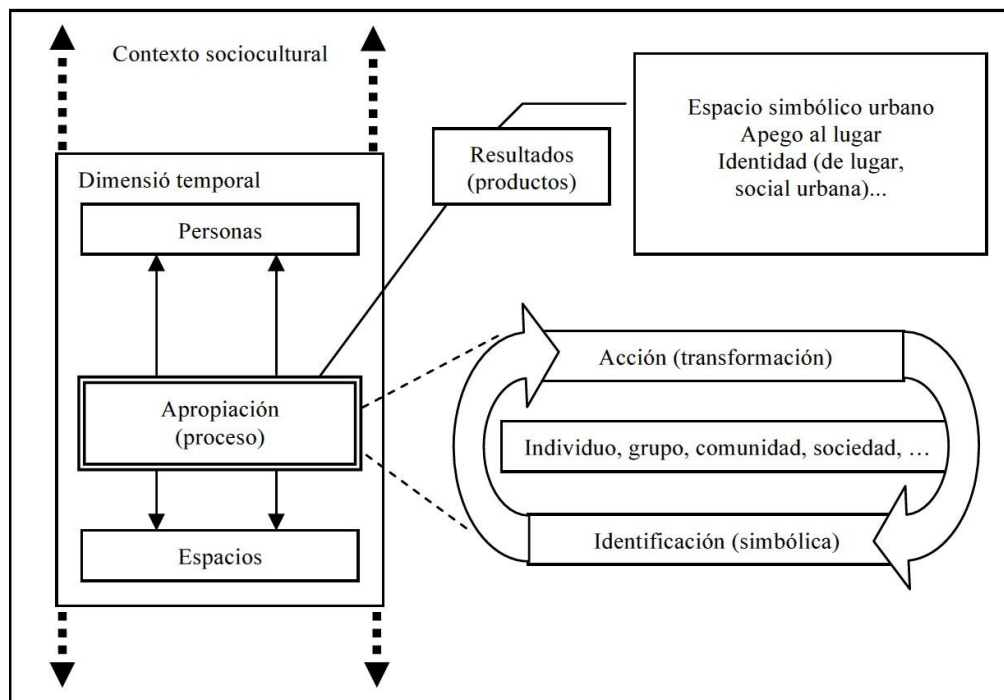 Contexto sociocultural
Dimensió temporal
Personas
Apropiación
(proceso)
Espacios
Resultados
(productos)
Espacio simbólico urbano
Apego al lugar
Identidad (de lugar,
social urbana)...
Acción (transformación)
Individuo, grupo, comunidad, sociedad, …
Identificación (simbólica)